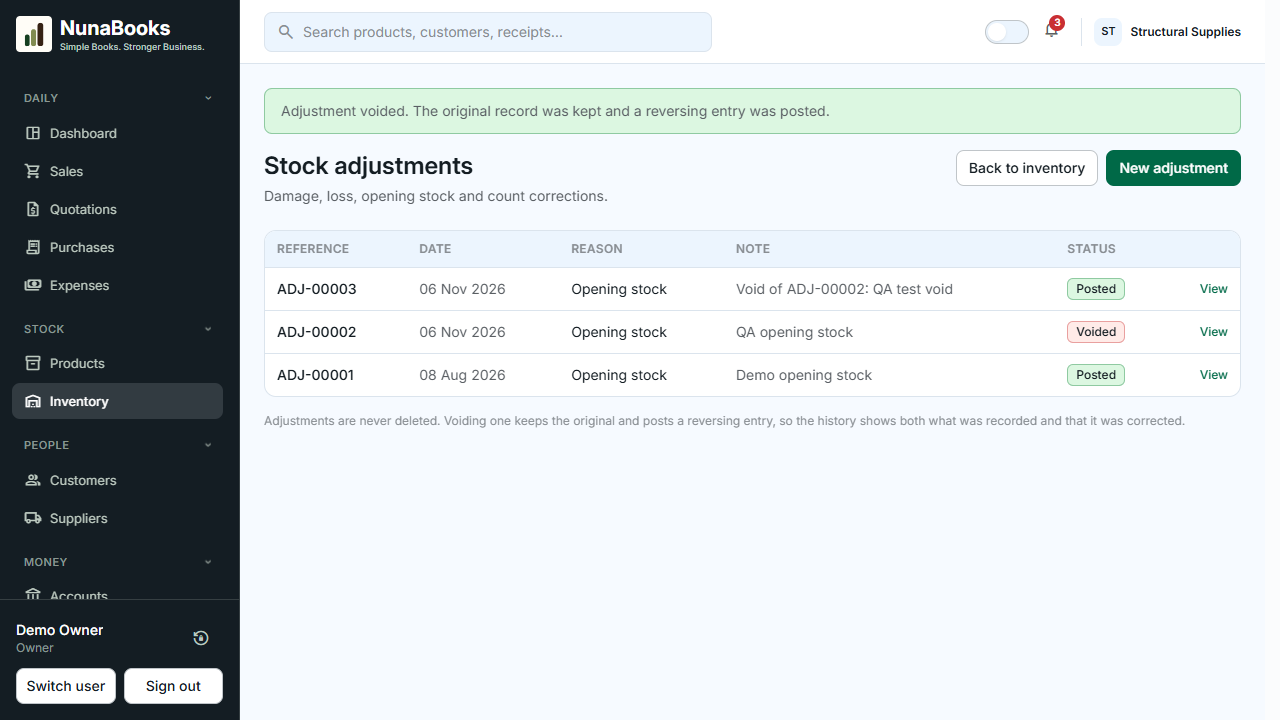 NunaBooks
Simple Books. Stronger Business.
Search products, customers, receipts...
3
ST
Structural Supplies
DAILY
Dashboard
Sales
Quotations
Purchases
Expenses
STOCK
Products
Inventory
PEOPLE
Customers
Suppliers
MONEY
Accounts
Demo Owner
Owner
Switch user
Sign out
Adjustment voided. The original record was kept and a reversing entry was posted.
Stock adjustments
Damage, loss, opening stock and count corrections.
Back to inventory
New adjustment
REFERENCE DATE REASON NOTE STATUS
ADJ-00003 06 Nov 2026 Opening stock Void of ADJ-00002: QA test void Posted View
ADJ-00002 06 Nov 2026 Opening stock QA opening stock Voided View
ADJ-00001 08 Aug 2026 Opening stock Demo opening stock Posted View
Adjustments are never deleted. Voiding one keeps the original and posts a reversing entry, so the history shows both what was recorded and that it was corrected.